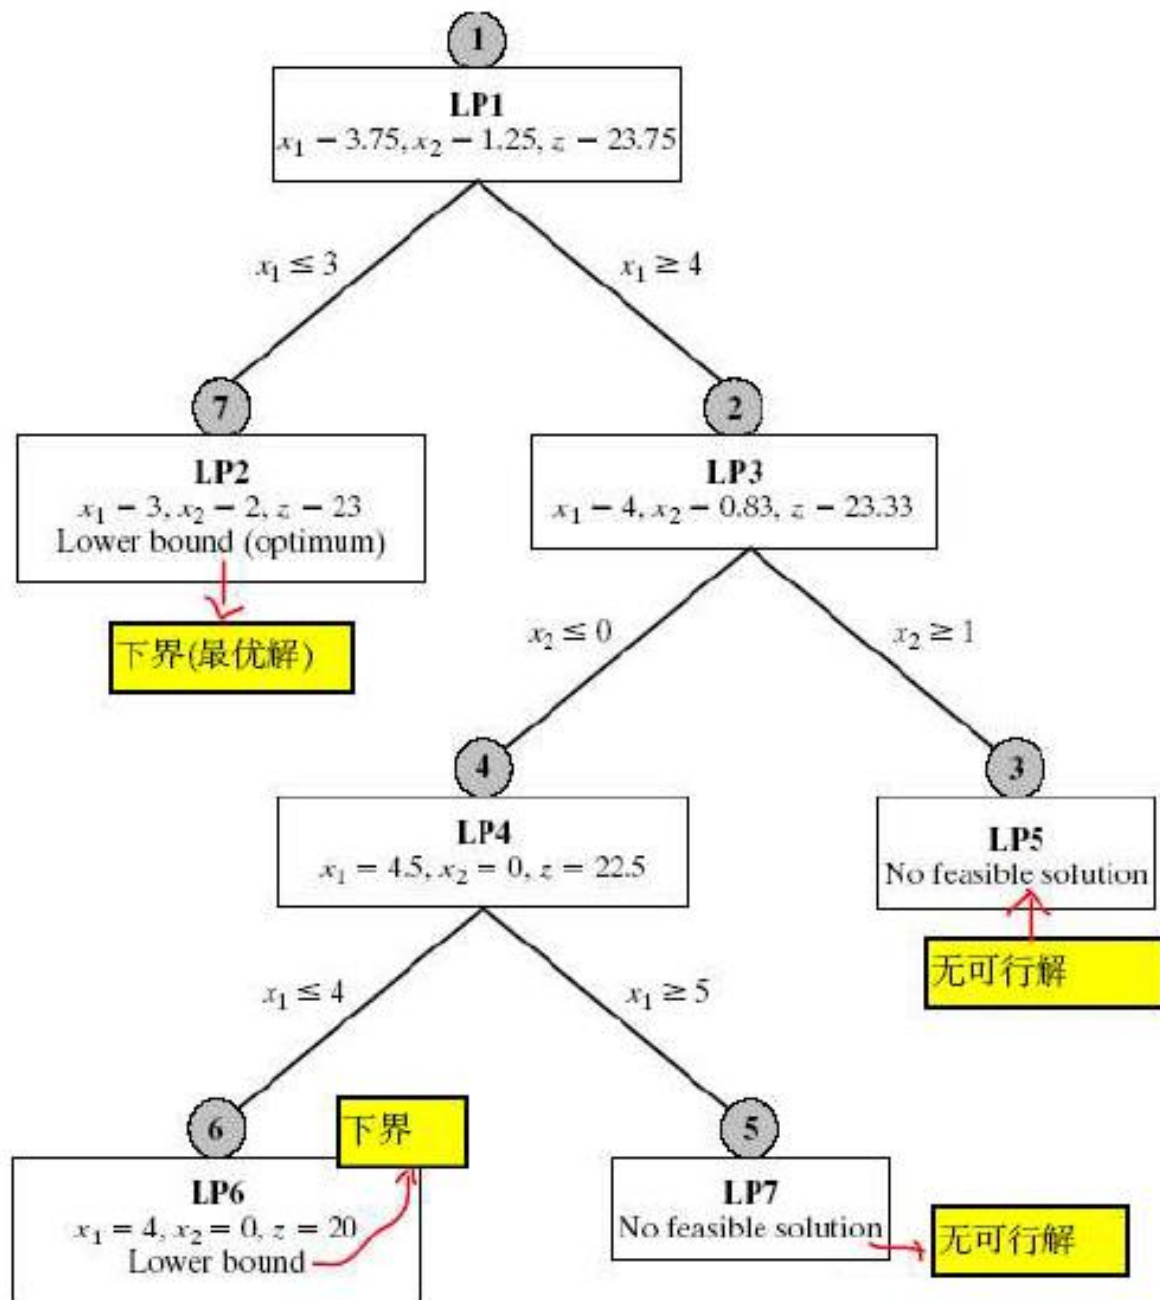 1
LP1
x₁ = 3.75, x₂ = 1.25, z = 23.75
x₁ ≤ 3
x₁ ≥ 4
7
LP2
x₁ = 3, x₂ = 2, z = 23
Lower bound (optimum)
下界(最优解)
2
LP3
x₁ = 4, x₂ = 0.83, z = 23.33
x₂ ≤ 0
x₂ ≥ 1
4
LP4
x₁ = 4.5, x₂ = 0, z = 22.5
3
LP5
No feasible solution
无可行解
x₁ ≤ 4
x₁ ≥ 5
6
下界
LP6
x₁ = 4, x₂ = 0, z = 20
Lower bound
5
LP7
No feasible solution
无可行解